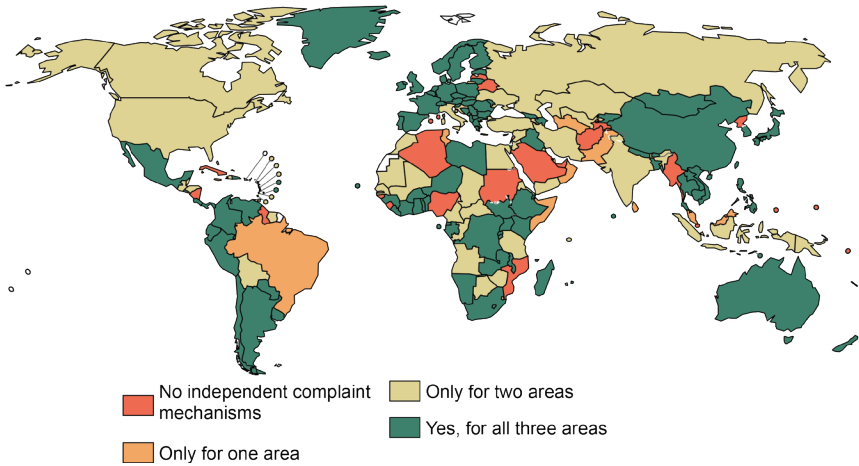 No independent complaint
mechanisms
Only for one area
Only for two areas
Yes, for all three areas